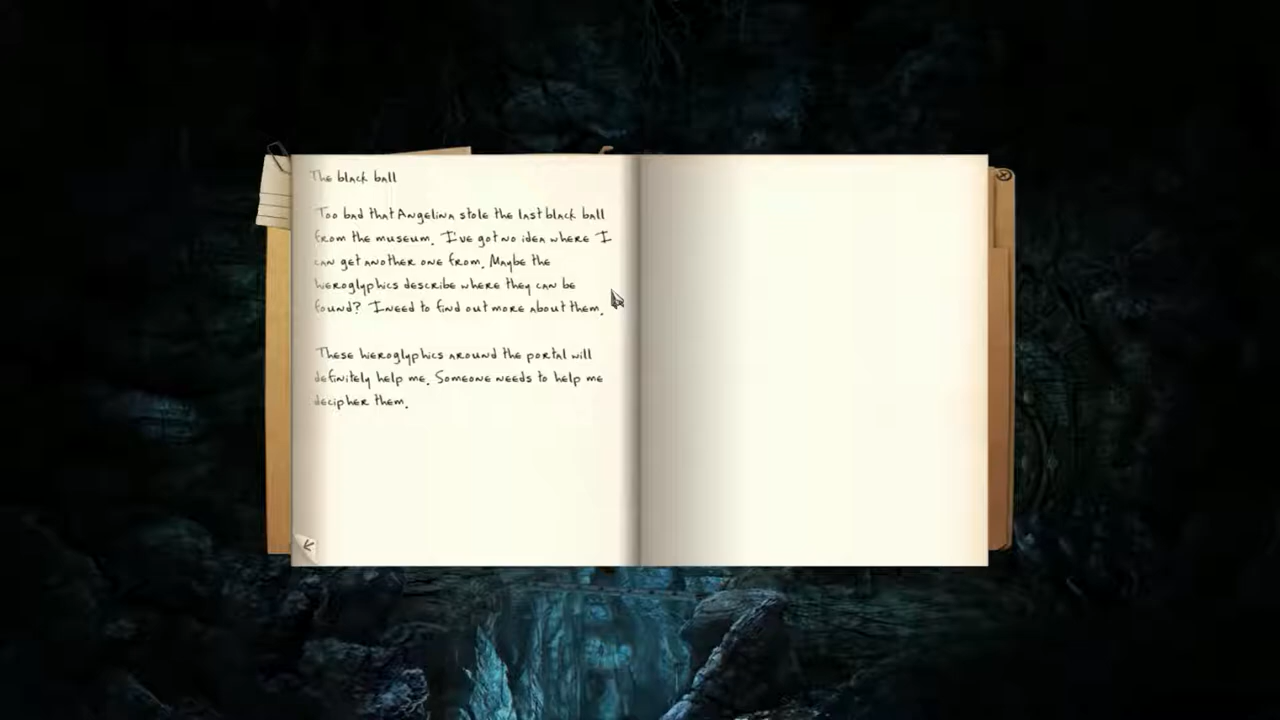 The black ball
Too bad that Angelina stole the last black ball
from the museum. I've got no idea where I
can get another one from. Maybe the
hieroglyphics describe where they can be
found? I need to find out more about them.
These hieroglyphics around the portal will
definitely help me. Someone needs to help me
decipher them.